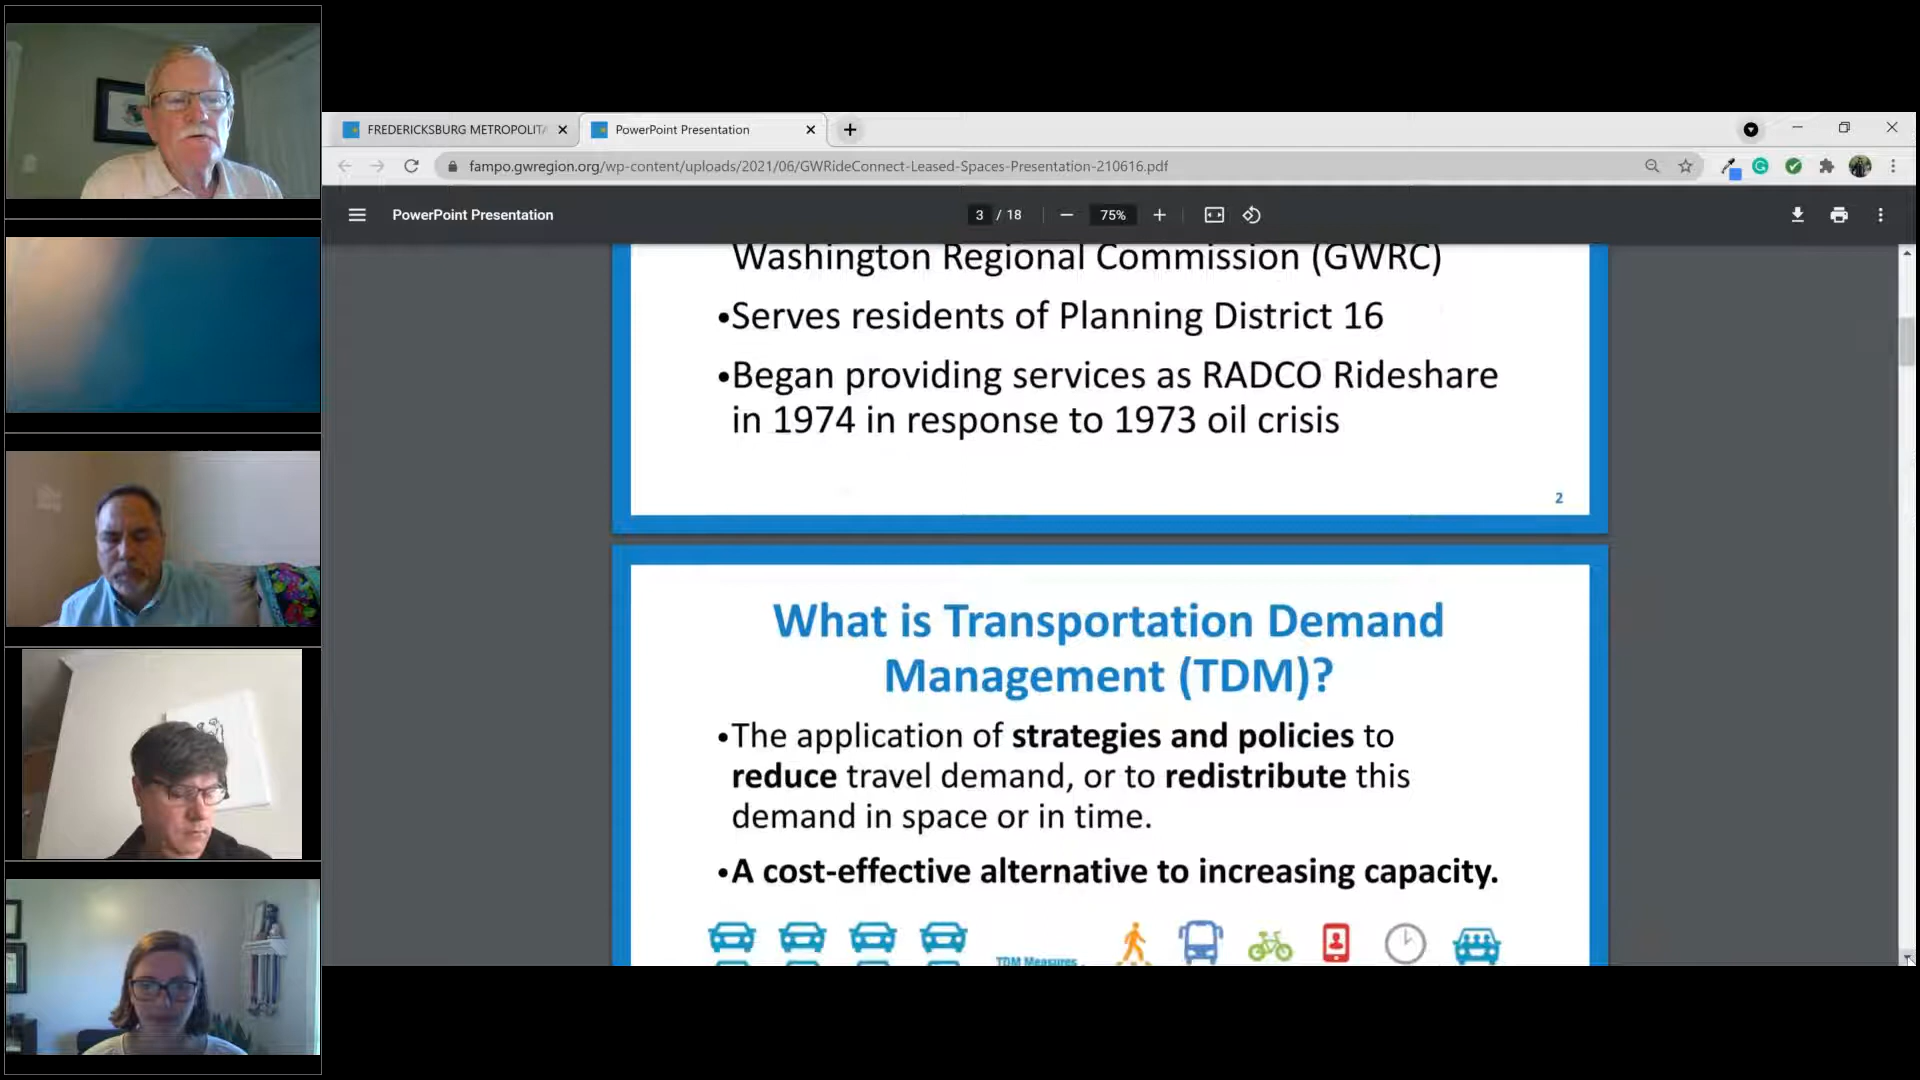 FREDERICKSBURG METROPOLITA
PowerPoint Presentation
fampo.gwregion.org/wp-content/uploads/2021/06/GWRideConnect-Leased-Spaces-Presentation-210616.pdf
PowerPoint Presentation
3 / 18
75%
Washington Regional Commission (GWRC)
•Serves residents of Planning District 16
•Began providing services as RADCO Rideshare
in 1974 in response to 1973 oil crisis
2
What is Transportation Demand
Management (TDM)?
•The application of strategies and policies to
reduce travel demand, or to redistribute this
demand in space or in time.
•A cost-effective alternative to increasing capacity.
TDM Measures